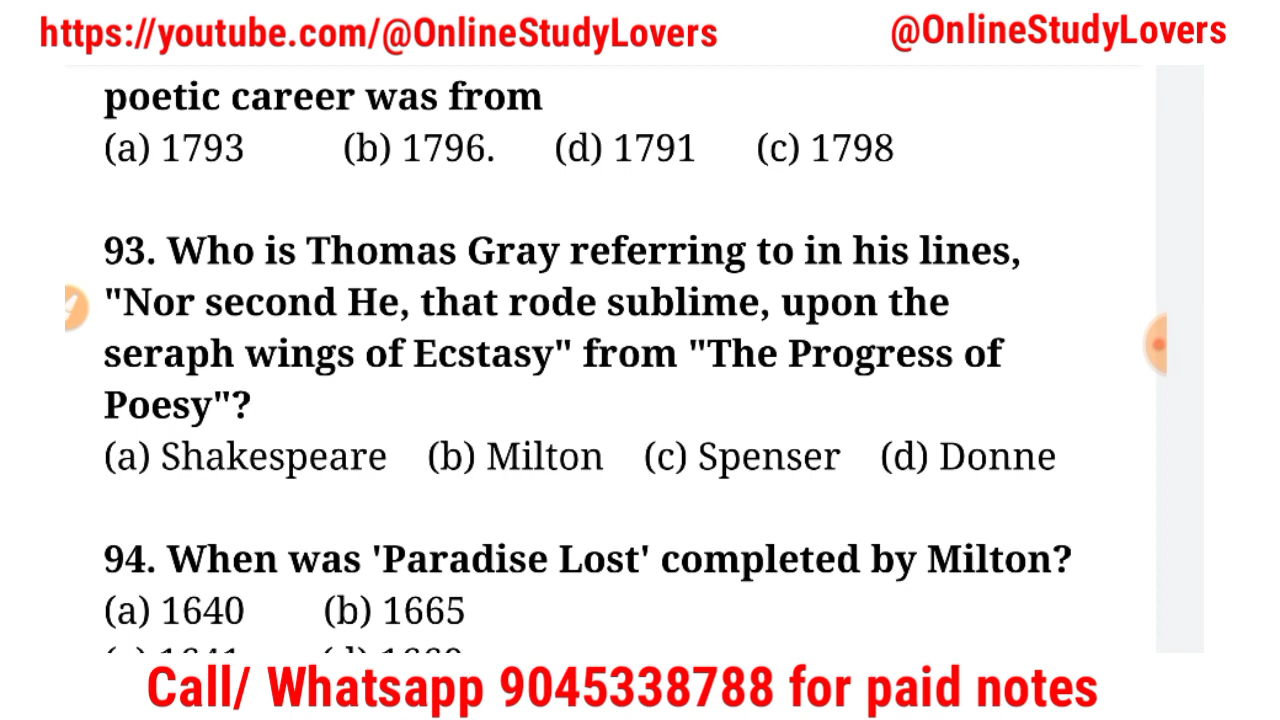 https://youtube.com/@OnlineStudyLovers @OnlineStudyLovers
poetic career was from
(a) 1793 (b) 1796. (d) 1791 (c) 1798
93. Who is Thomas Gray referring to in his lines,
"Nor second He, that rode sublime, upon the
seraph wings of Ecstasy" from "The Progress of
Poesy"?
(a) Shakespeare (b) Milton (c) Spenser (d) Donne
94. When was 'Paradise Lost' completed by Milton?
(a) 1640 (b) 1665
Call/ Whatsapp 9045338788 for paid notes